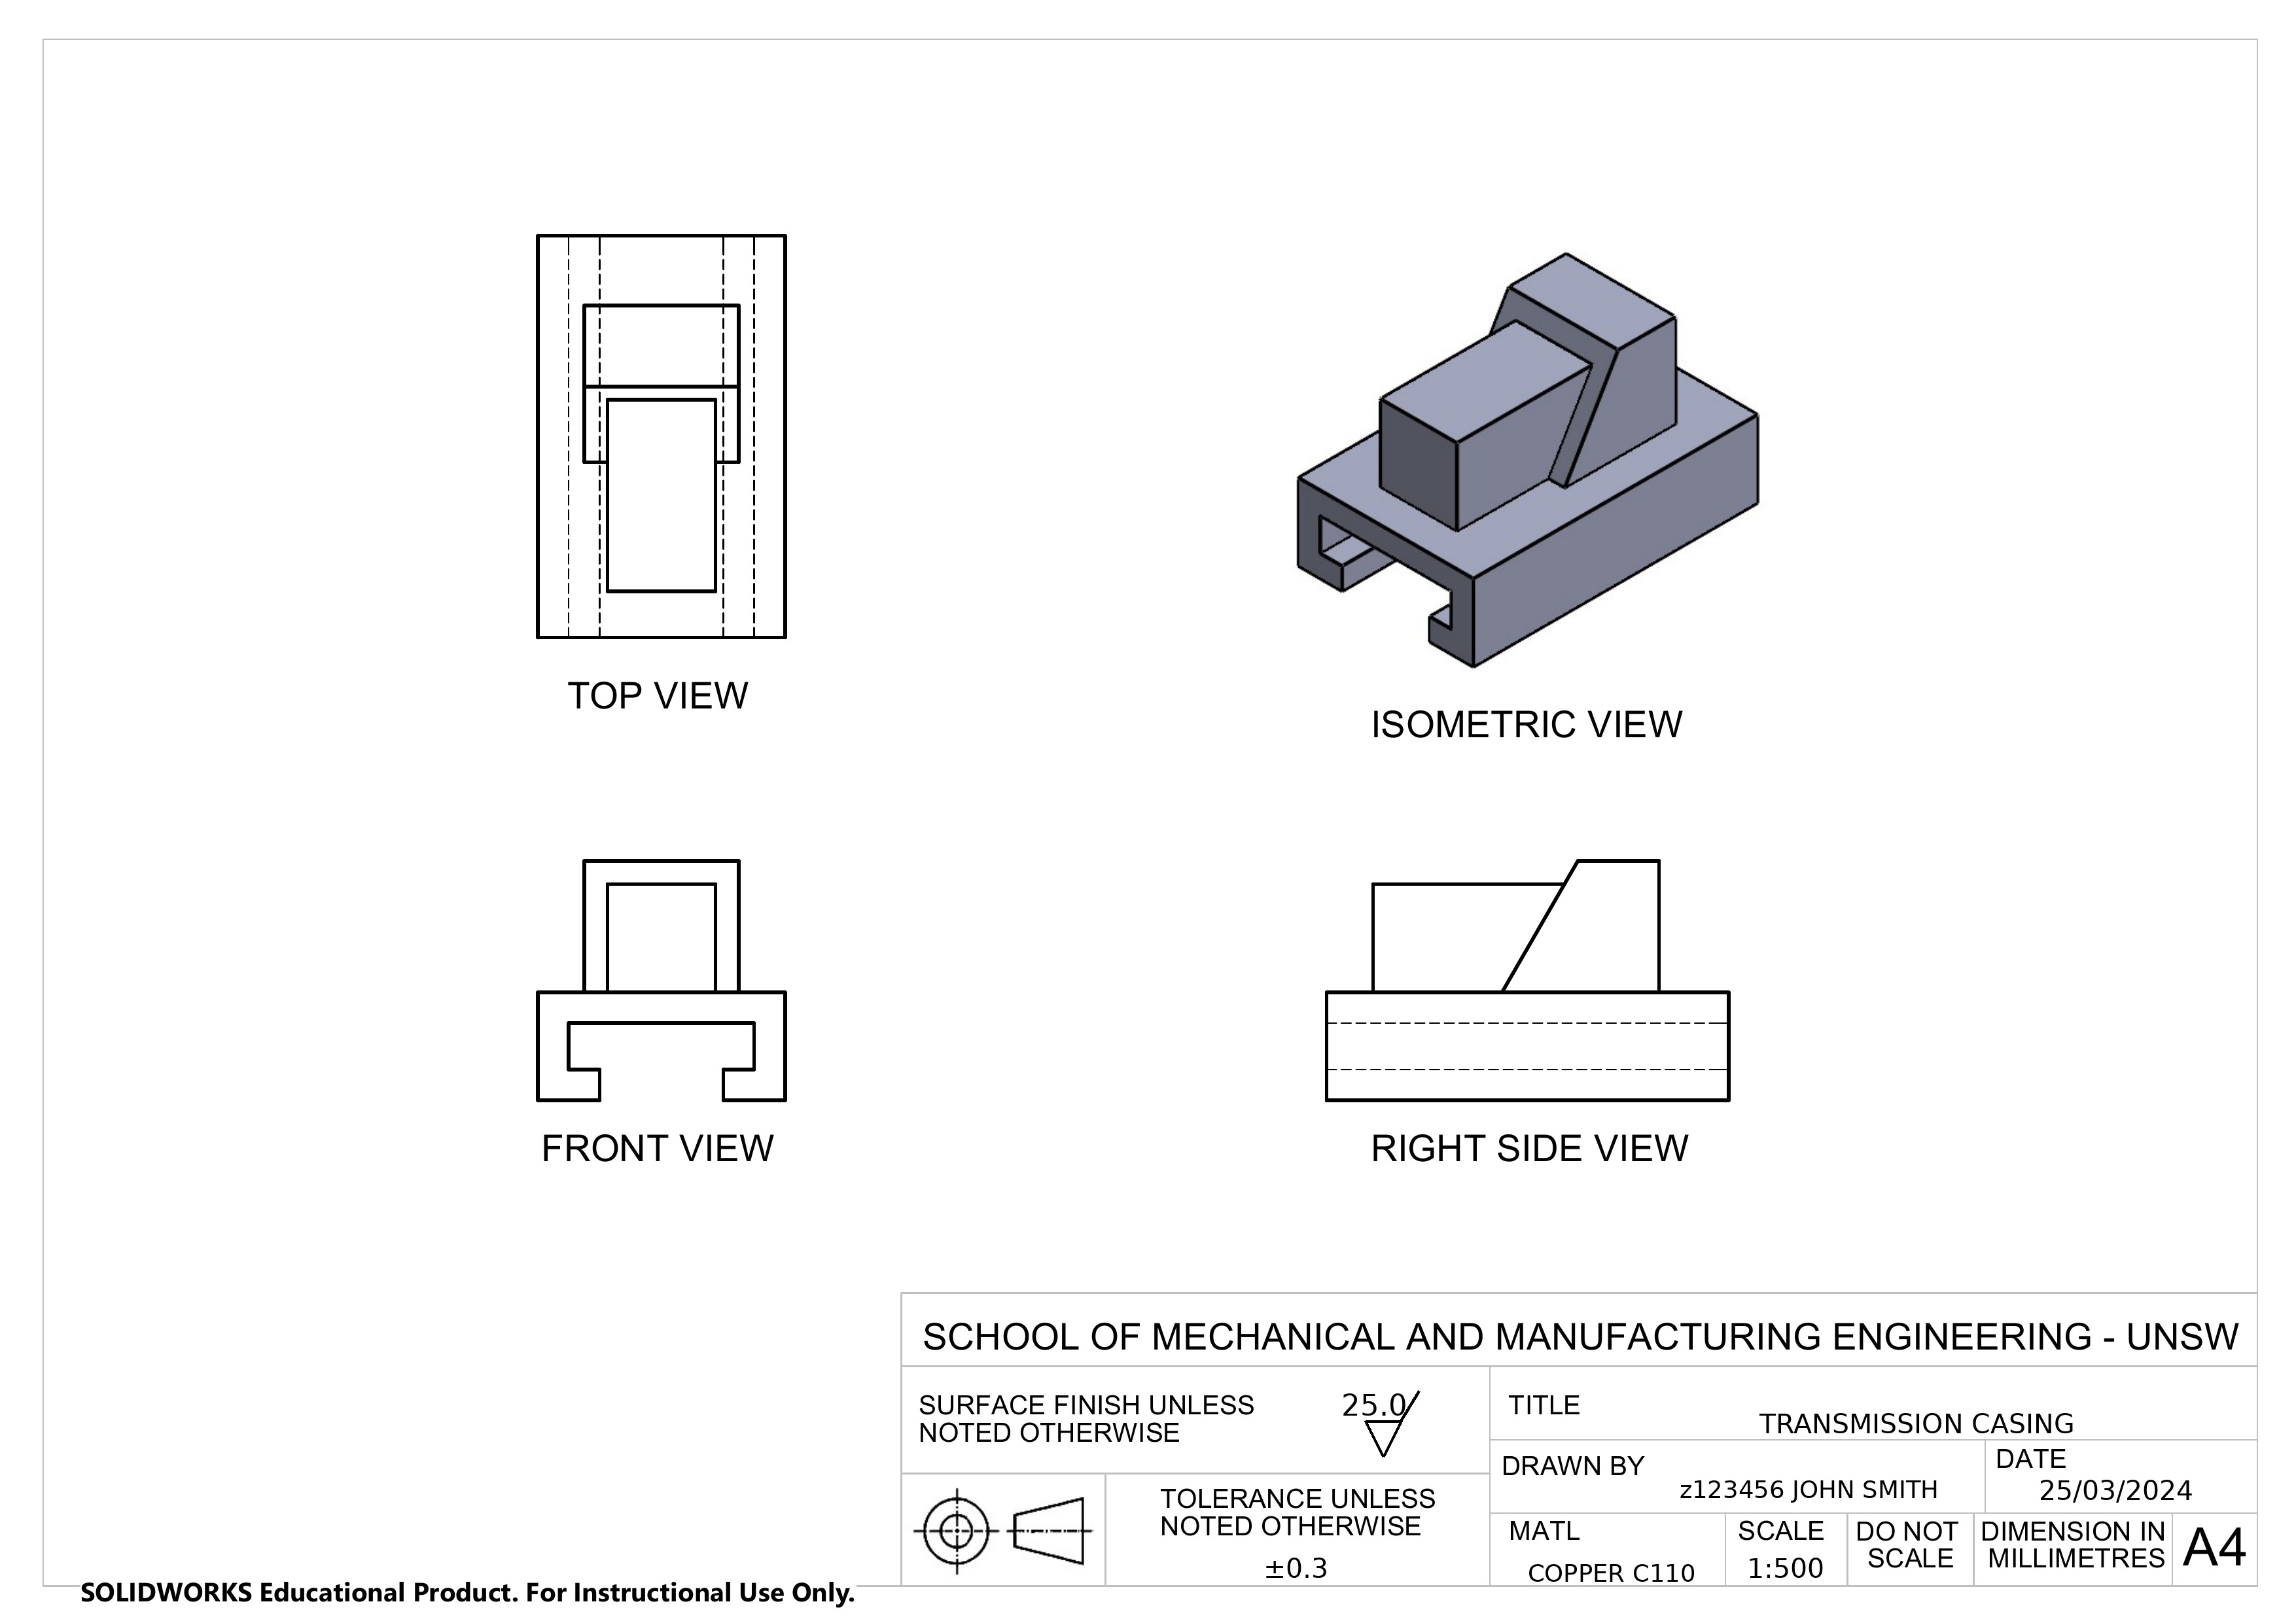 TOP VIEW
ISOMETRIC VIEW
FRONT VIEW
RIGHT SIDE VIEW
SCHOOL OF MECHANICAL AND MANUFACTURING ENGINEERING - UNSW
SURFACE FINISH UNLESS
NOTED OTHERWISE
25.0
TITLE
TRANSMISSION CASING
DRAWN BY
z123456 JOHN SMITH
DATE
25/03/2024
TOLERANCE UNLESS
NOTED OTHERWISE
±0.3
MATL
COPPER C110
SCALE
1:500
DO NOT
SCALE
DIMENSION IN
MILLIMETRES
A4
SOLIDWORKS Educational Product. For Instructional Use Only.